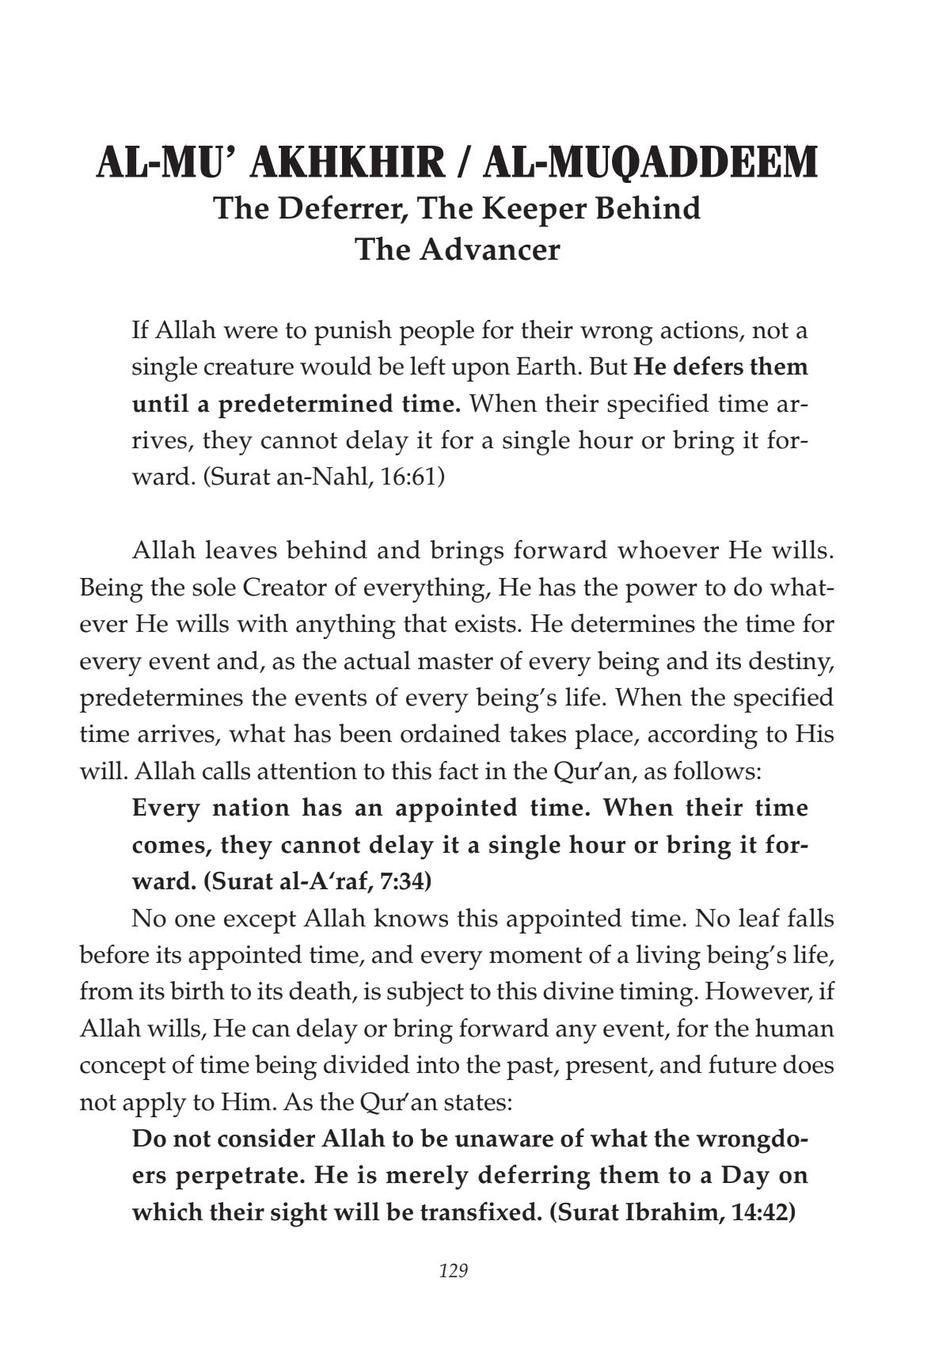 AL-MU’ AKHKHIR / AL-MUQADDEEM
The Deferrer, The Keeper Behind
The Advancer
If Allah were to punish people for their wrong actions, not a
single creature would be left upon Earth. But He defers them
until a predetermined time. When their specified time ar-
rives, they cannot delay it for a single hour or bring it for-
ward. (Surat an-Nahl, 16:61)
Allah leaves behind and brings forward whoever He wills.
Being the sole Creator of everything, He has the power to do what-
ever He wills with anything that exists. He determines the time for
every event and, as the actual master of every being and its destiny,
predetermines the events of every being’s life. When the specified
time arrives, what has been ordained takes place, according to His
will. Allah calls attention to this fact in the Qur’an, as follows:
Every nation has an appointed time. When their time
comes, they cannot delay it a single hour or bring it for-
ward. (Surat al-A‘raf, 7:34)
No one except Allah knows this appointed time. No leaf falls
before its appointed time, and every moment of a living being’s life,
from its birth to its death, is subject to this divine timing. However, if
Allah wills, He can delay or bring forward any event, for the human
concept of time being divided into the past, present, and future does
not apply to Him. As the Qur’an states:
Do not consider Allah to be unaware of what the wrongdo-
ers perpetrate. He is merely deferring them to a Day on
which their sight will be transfixed. (Surat Ibrahim, 14:42)
129